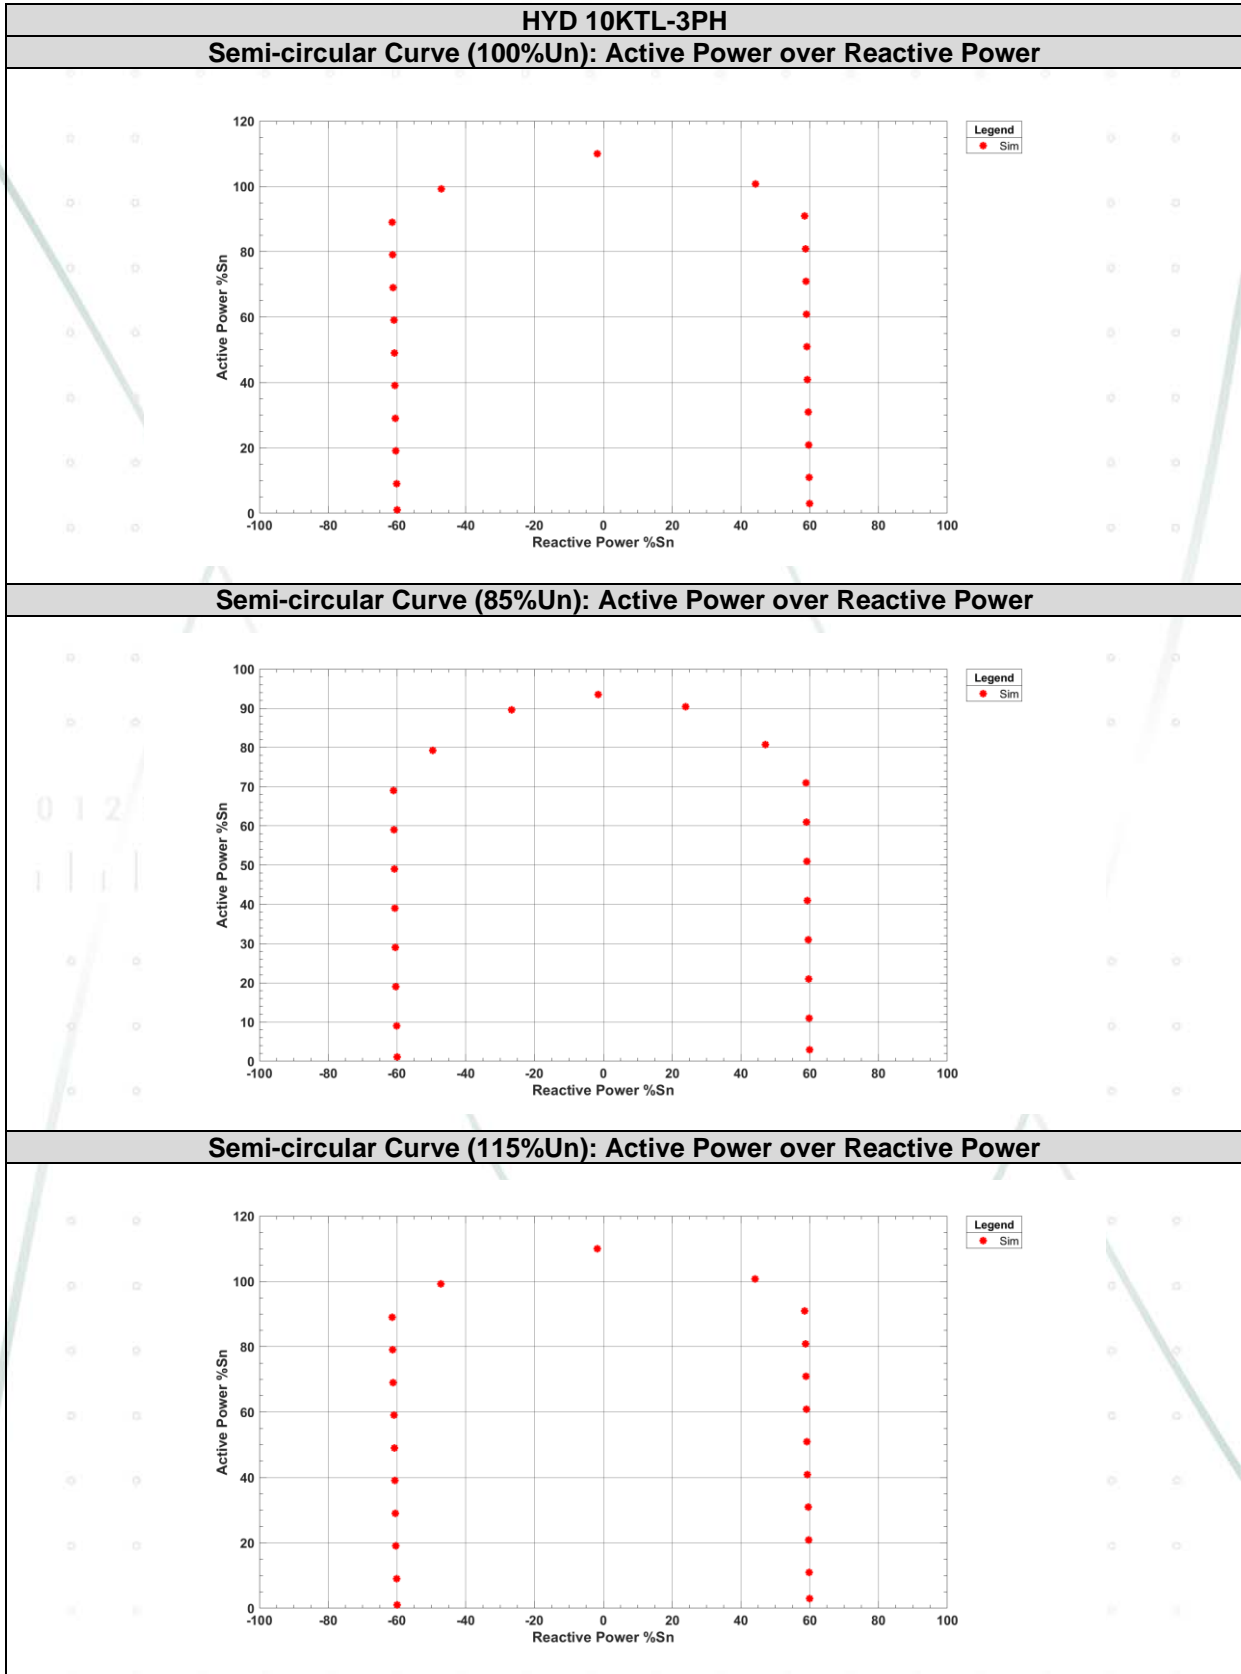 HYD 10KTL-3PH
Semi-circular Curve (100%Un): Active Power over Reactive Power
Legend
Sim
120
100
80
60
40
20
0
Active Power %Sn
-100 -80 -60 -40 -20 0 20 40 60 80 100
Reactive Power %Sn
Semi-circular Curve (85%Un): Active Power over Reactive Power
Legend
Sim
100
90
80
70
60
50
40
30
20
10
0
Active Power %Sn
-100 -80 -60 -40 -20 0 20 40 60 80 100
Reactive Power %Sn
0 1 2
Semi-circular Curve (115%Un): Active Power over Reactive Power
Legend
Sim
120
100
80
60
40
20
0
Active Power %Sn
-100 -80 -60 -40 -20 0 20 40 60 80 100
Reactive Power %Sn